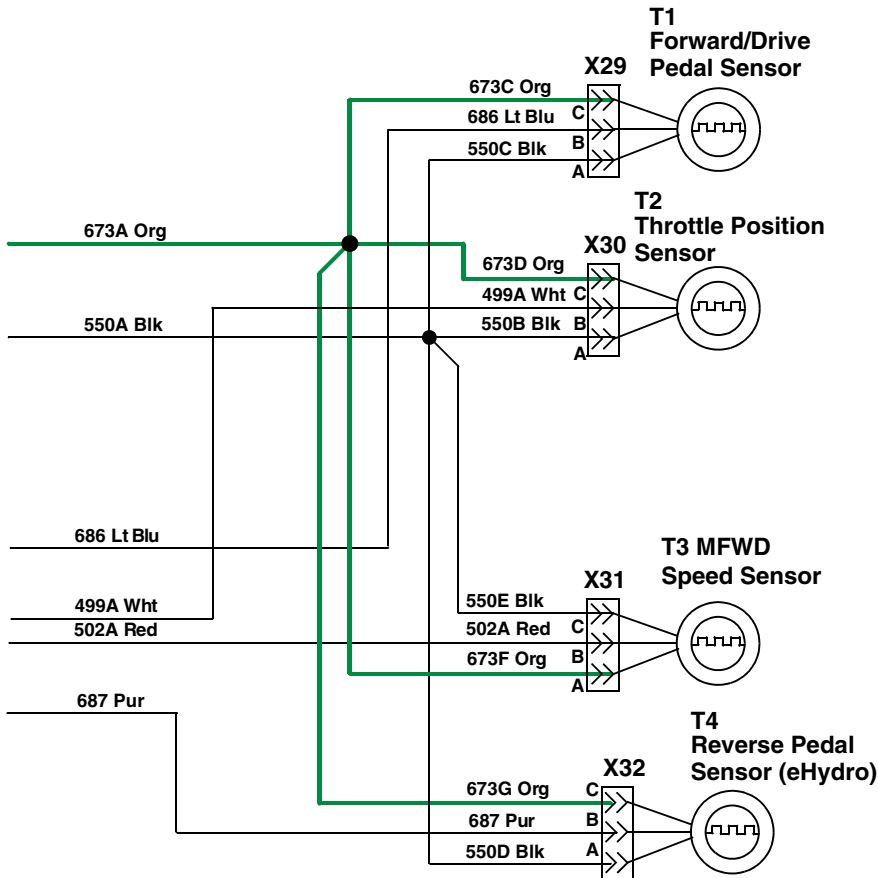 T1
Forward/Drive
Pedal Sensor
X29
673C Org
C
686 Lt Blu
B
550C Blk
A
T2
Throttle Position
Sensor
X30
673A Org
673D Org
499A Wht
C
550A Blk
550B Blk
B
A
686 Lt Blu
T3 MFWD
Speed Sensor
X31
499A Wht
550E Blk
C
502A Red
502A Red
B
673F Org
A
687 Pur
T4
Reverse Pedal
Sensor (eHydro)
X32
673G Org
C
687 Pur
B
550D Blk
A